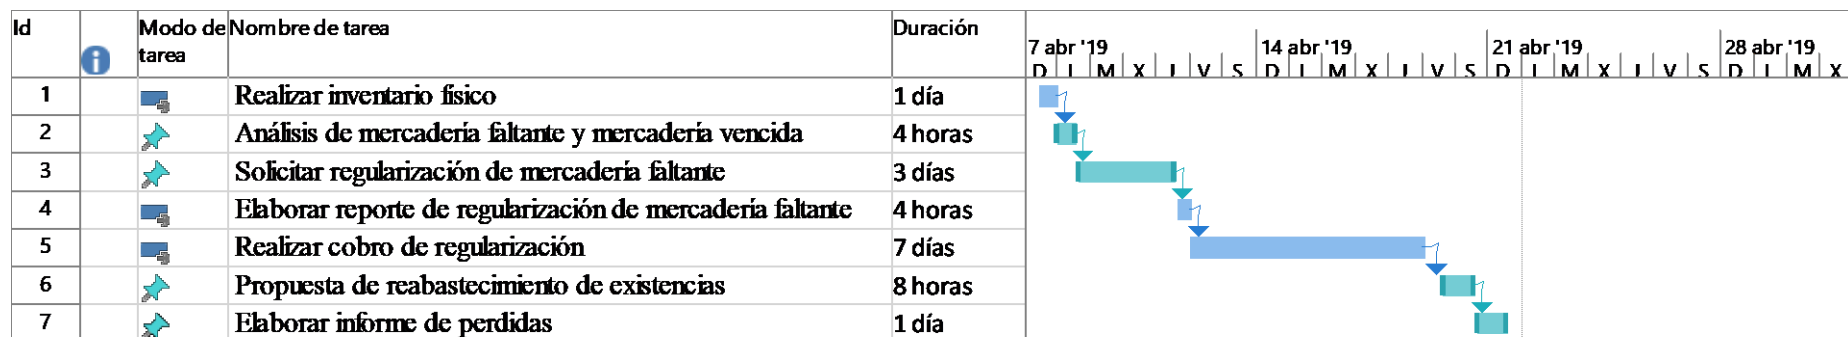 Id Modo de Nombre de tarea Duración
tarea
7 abr '19 14 abr '19 21 abr '19 28 abr '19
D L M X J V S D L M X J V S D L M X J V S D L M X
1 Realizar inventario fisico 1 día
2 Análisis de mercadería faltante y mercadería vencida 4 horas
3 Solicitar regularización de mercadería faltante 3 días
4 Elaborar reporte de regularización de mercadería faltante 4 horas
5 Realizar cobro de regularización 7 días
6 Propuesta de reabastecimiento de existencias 8 horas
7 Elaborar informe de perdidas 1 día